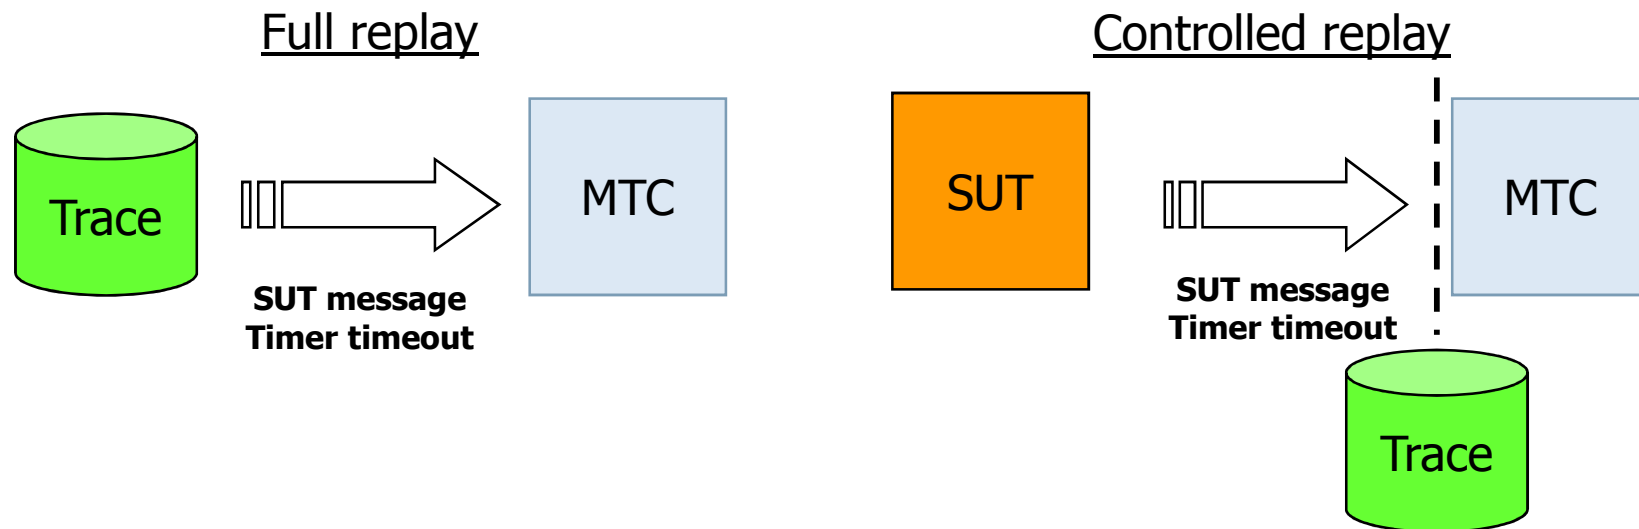 Full replay
Trace
MTC
SUT message
Timer timeout
Controlled replay
SUT
MTC
SUT message
Timer timeout
Trace